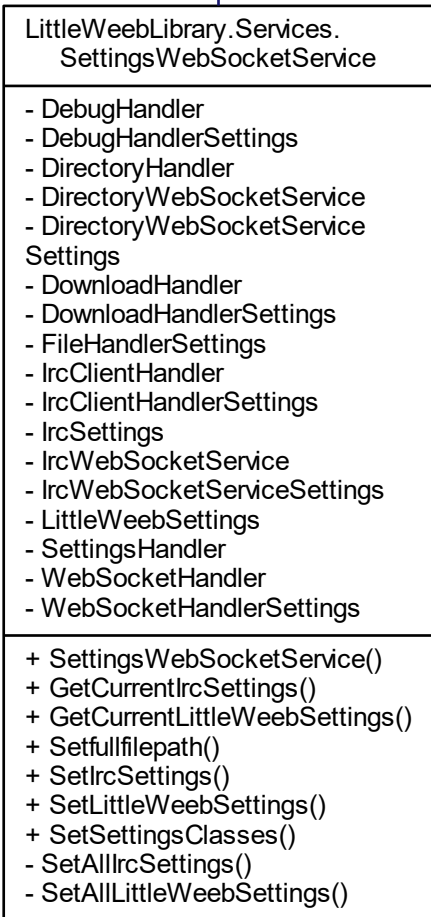 LittleWeebLibrary.Services.
SettingsWebSocketService
- DebugHandler
- DebugHandlerSettings
- DirectoryHandler
- DirectoryWebSocketService
- DirectoryWebSocketService
Settings
- DownloadHandler
- DownloadHandlerSettings
- FileHandlerSettings
- IrcClientHandler
- IrcClientHandlerSettings
- IrcSettings
- IrcWebSocketService
- IrcWebSocketServiceSettings
- LittleWeebSettings
- SettingsHandler
- WebSocketHandler
- WebSocketHandlerSettings
+ SettingsWebSocketService()
+ GetCurrentIrcSettings()
+ GetCurrentLittleWeebSettings()
+ Setfullfilepath()
+ SetIrcSettings()
+ SetLittleWeebSettings()
+ SetSettingsClasses()
- SetAllIrcSettings()
- SetAllLittleWeebSettings()